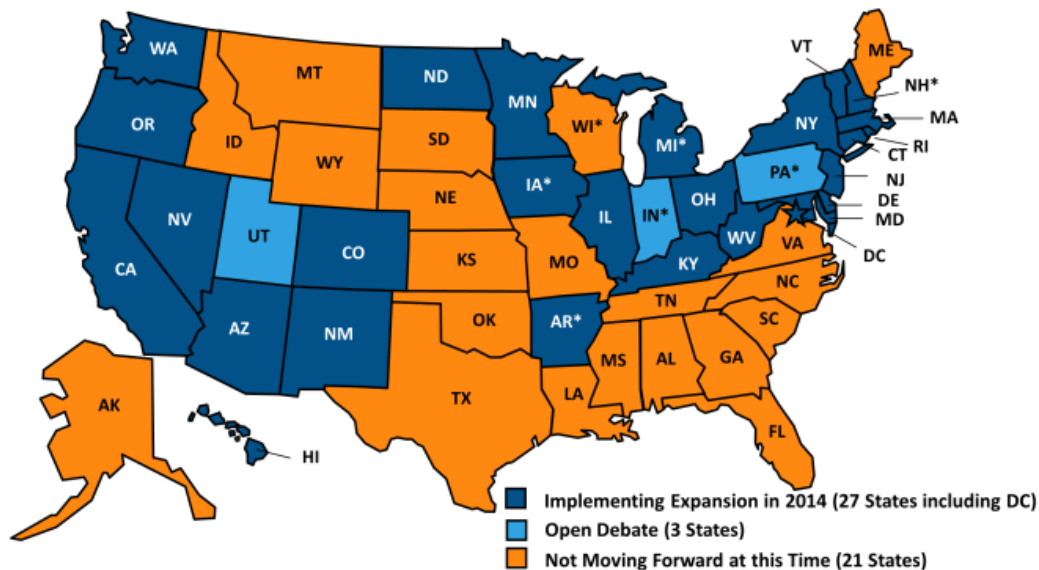 WA
MT
ND
MN
VT
ME
NH*
OR
ID
SD
WI*
MI*
NY
MA
WY
RI
CT
PA*
NJ
IA*
NE
NV
UT
IL
IN*
OH
DE
MD
CO
WV
VA
DC
CA
KS
MO
KY
NC
TN
AZ
NM
OK
AR*
SC
MS
AL
GA
TX
LA
AK
FL
HI
Implementing Expansion in 2014 (27 States including DC)
Open Debate (3 States)
Not Moving Forward at this Time (21 States)